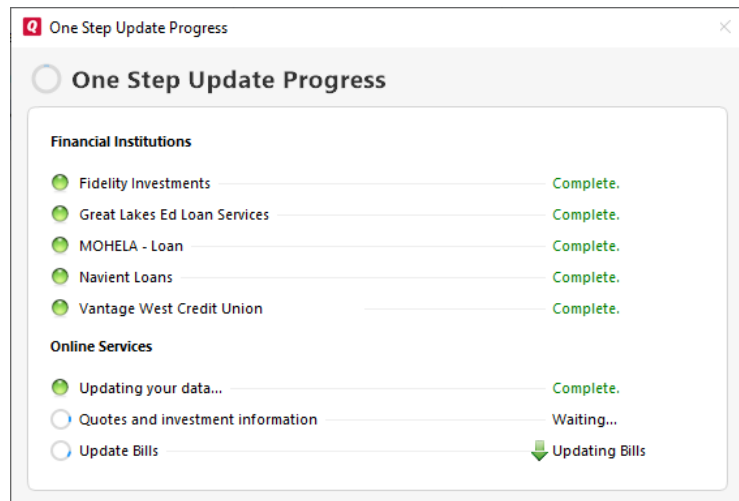 Q One Step Update Progress
One Step Update Progress
Financial Institutions
Fidelity Investments Complete.
Great Lakes Ed Loan Services Complete.
MOHELA - Loan Complete.
Navient Loans Complete.
Vantage West Credit Union Complete.
Online Services
Updating your data... Complete.
Quotes and investment information Waiting...
Update Bills Updating Bills